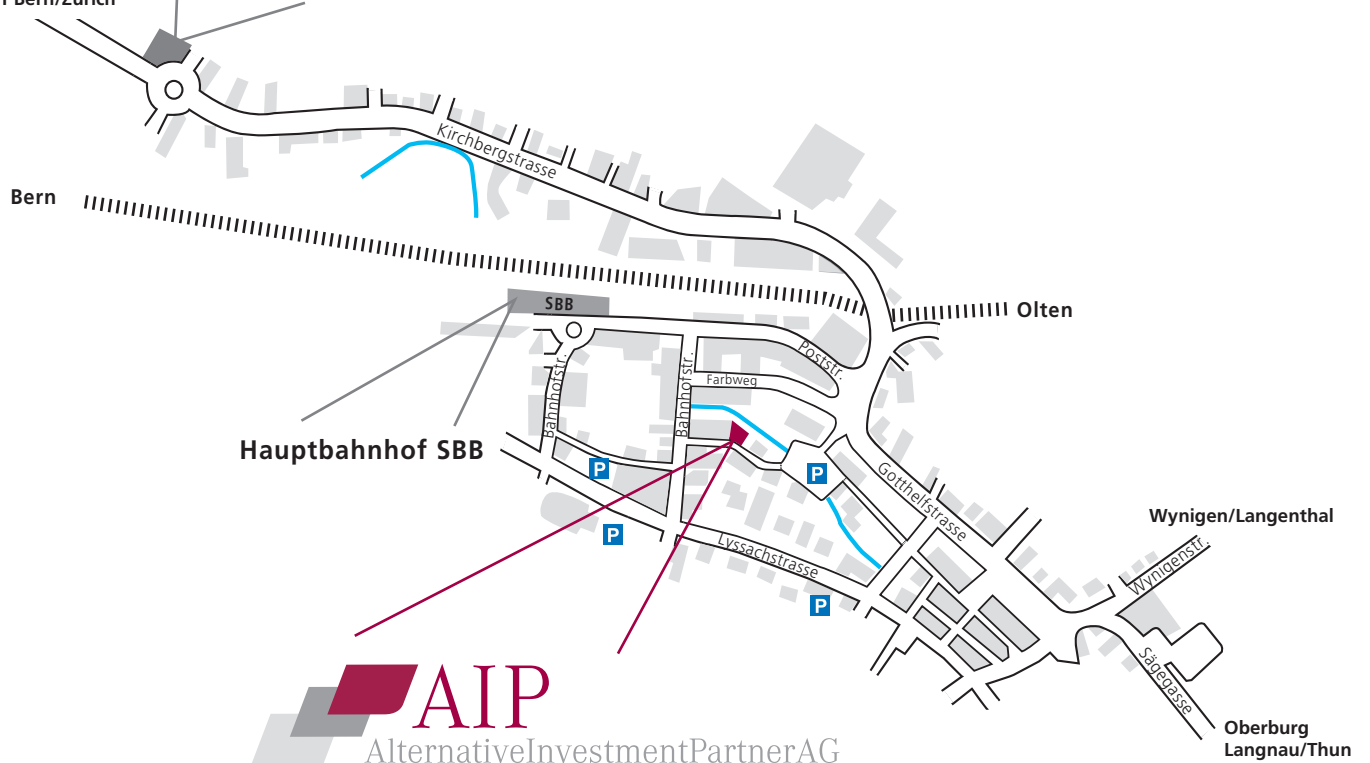 Bern/Zürich
Kirchbergstrasse
Bern
SBB
Olten
Poststr.
Bahnhofstr.
Bahnhofstr.
Farbweg
Hauptbahnhof SBB
P
P
Gotthelfstrasse
Wynigen/Langenthal
P
Lyssachstrasse
Wynigenstr.
P
Sägegasse
AIP
AlternativeInvestmentPartnerAG
Oberburg
Langnau/Thun